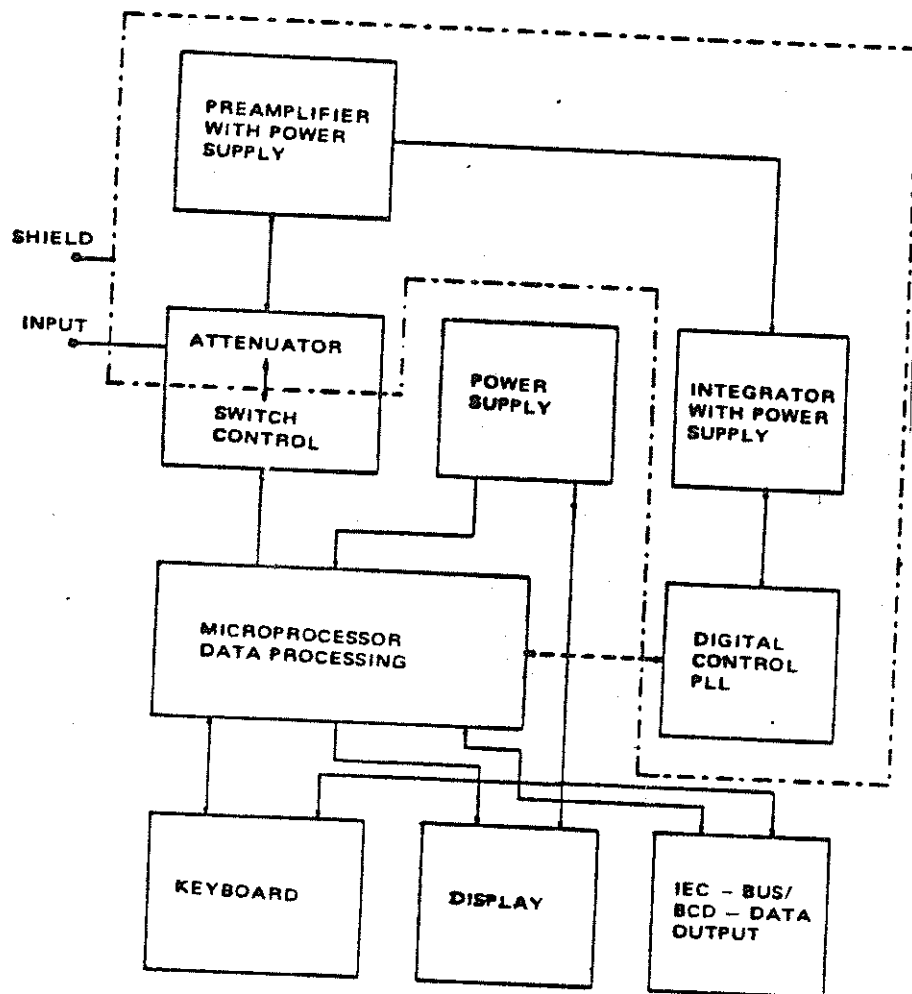 PREAMPLIFIER
WITH POWER
SUPPLY
SHIELD
INPUT
ATTENUATOR
SWITCH
CONTROL
POWER
SUPPLY
INTEGRATOR
WITH POWER
SUPPLY
MICROPROCESSOR
DATA PROCESSING
DIGITAL
CONTROL
PLL
KEYBOARD
DISPLAY
IEC – BUS/
BCD – DATA
OUTPUT